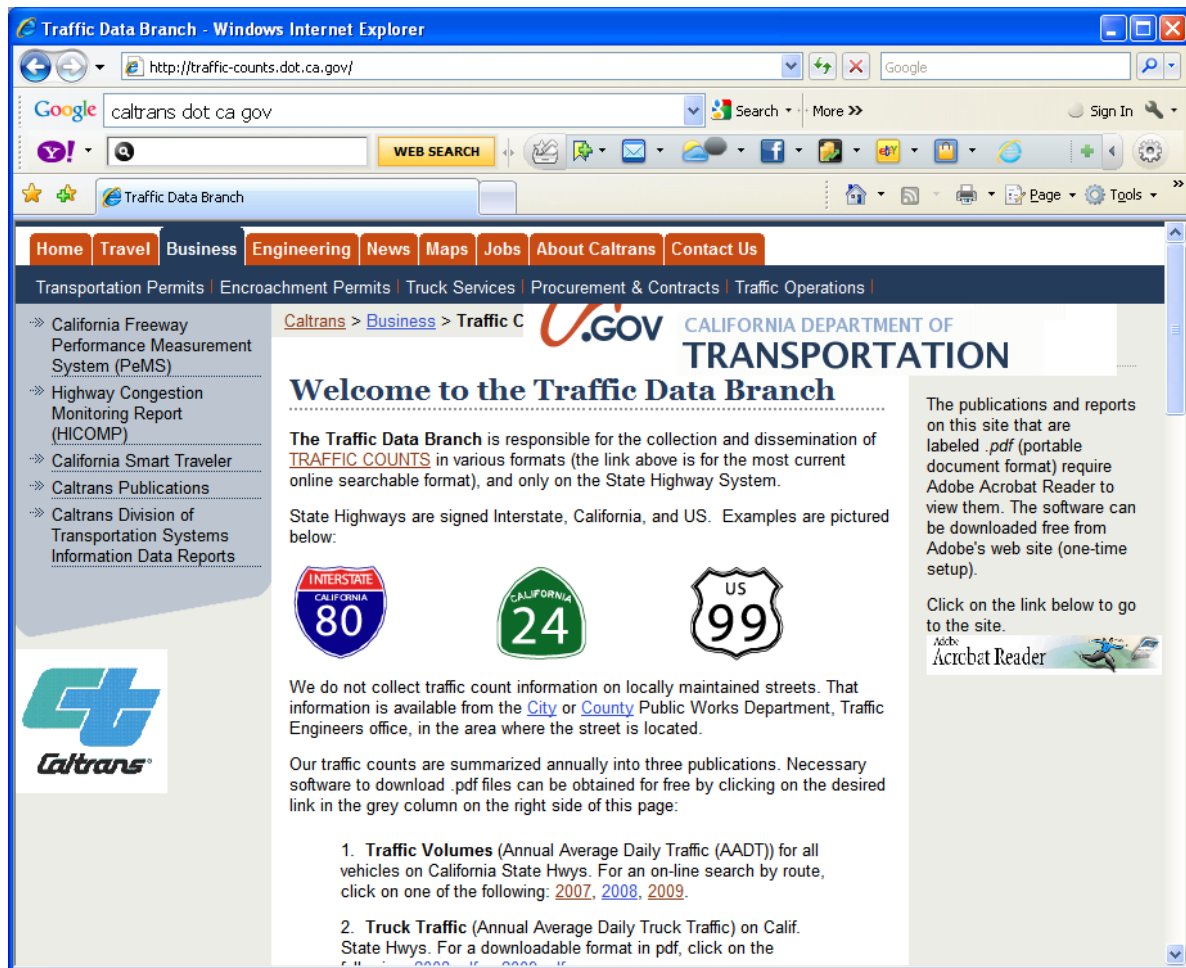 Traffic Data Branch - Windows Internet Explorer
http://traffic-counts.dot.ca.gov/
Google
Google caltrans dot ca gov Search More >> Sign In
Y! WEB SEARCH
Traffic Data Branch Page Tools >>
Home Travel Business Engineering News Maps Jobs About Caltrans Contact Us
Transportation Permits | Encroachment Permits | Truck Services | Procurement & Contracts | Traffic Operations |
California Freeway
Performance Measurement
System (PeMS)
Highway Congestion
Monitoring Report
(HICOMP)
California Smart Traveler
Caltrans Publications
Caltrans Division of
Transportation Systems
Information Data Reports
Caltrans
Caltrans > Business > Traffic C
.GOV CALIFORNIA DEPARTMENT OF
TRANSPORTATION
Welcome to the Traffic Data Branch
The Traffic Data Branch is responsible for the collection and dissemination of
TRAFFIC COUNTS in various formats (the link above is for the most current
online searchable format), and only on the State Highway System.
State Highways are signed Interstate, California, and US. Examples are pictured
below:
INTERSTATE
CALIFORNIA
80
CALIFORNIA
24
US
99
We do not collect traffic count information on locally maintained streets. That
information is available from the City or County Public Works Department, Traffic
Engineers office, in the area where the street is located.
Our traffic counts are summarized annually into three publications. Necessary
software to download .pdf files can be obtained for free by clicking on the desired
link in the grey column on the right side of this page:
1. Traffic Volumes (Annual Average Daily Traffic (AADT)) for all
vehicles on California State Hwys. For an on-line search by route,
click on one of the following: 2007, 2008, 2009.
2. Truck Traffic (Annual Average Daily Truck Traffic) on Calif.
State Hwys. For a downloadable format in pdf, click on the
The publications and reports
on this site that are
labeled .pdf (portable
document format) require
Adobe Acrobat Reader to
view them. The software can
be downloaded free from
Adobe's web site (one-time
setup).
Click on the link below to go
to the site.
Adobe
Acrobat Reader